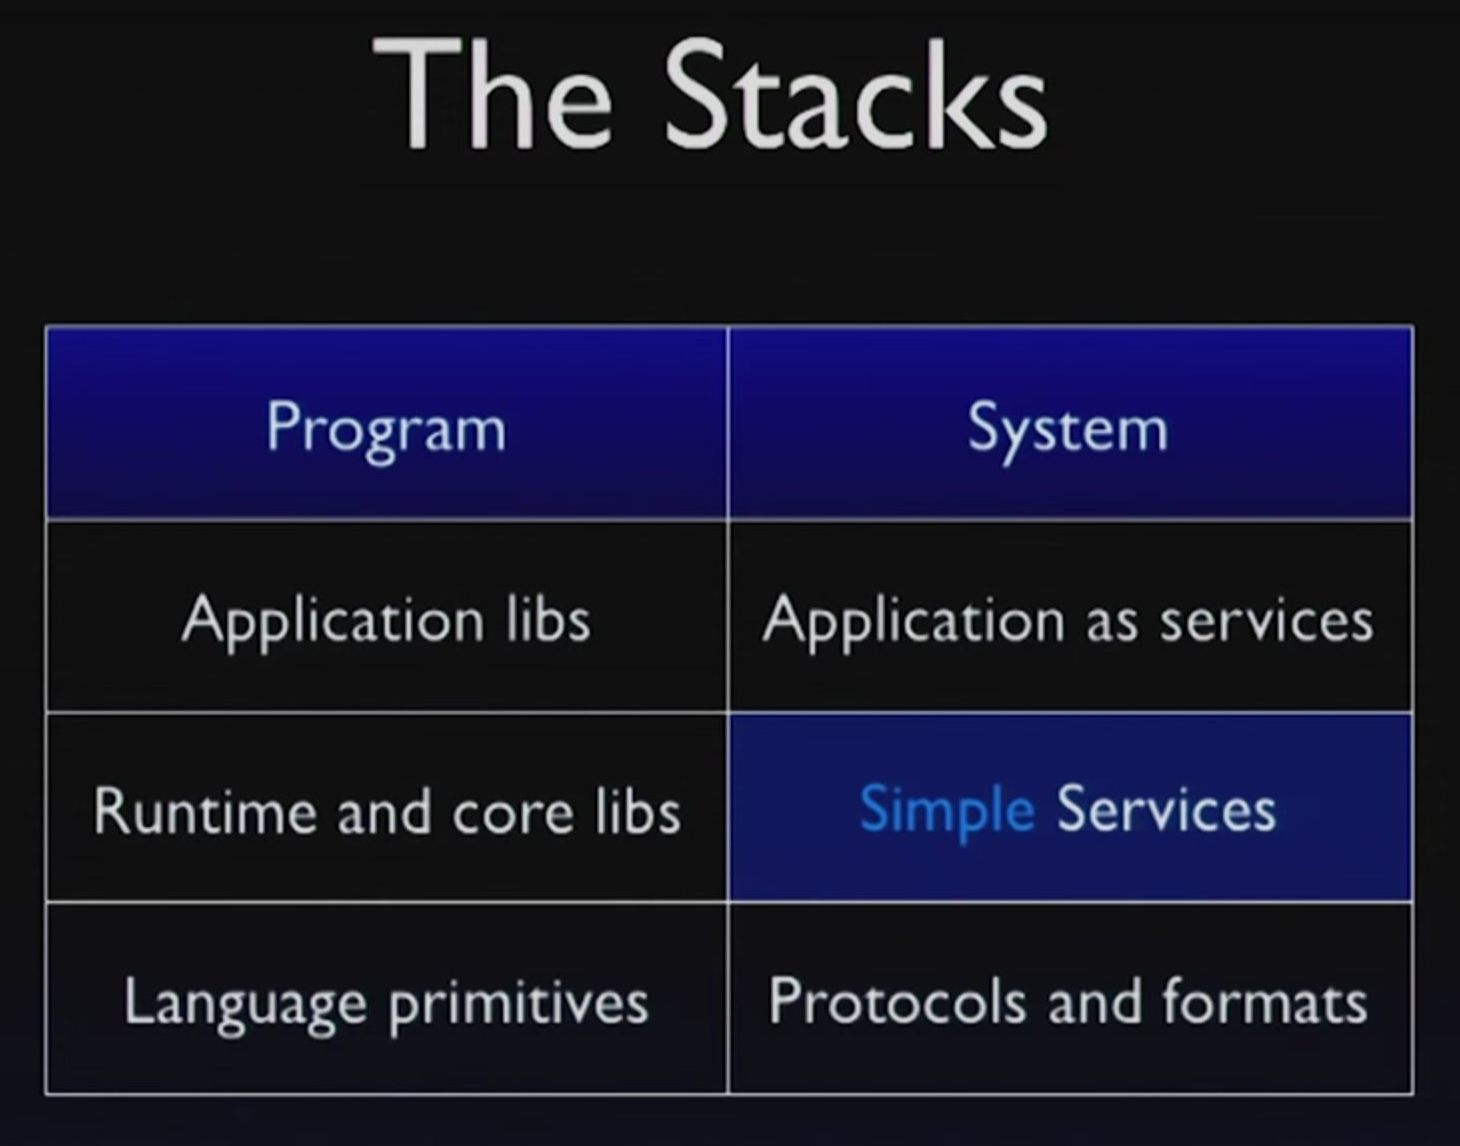 The Stacks
Program System
Application libs Application as services
Runtime and core libs Simple Services
Language primitives Protocols and formats